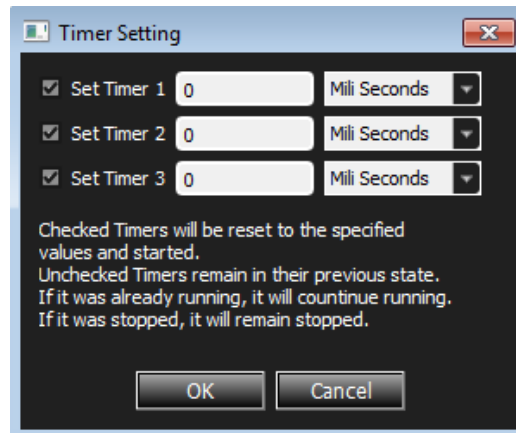 Timer Setting
Set Timer 1 0 Mili Seconds
Set Timer 2 0 Mili Seconds
Set Timer 3 0 Mili Seconds
Checked Timers will be reset to the specified
values and started.
Unchecked Timers remain in their previous state.
If it was already running, it will countinue running.
If it was stopped, it will remain stopped.
OK Cancel